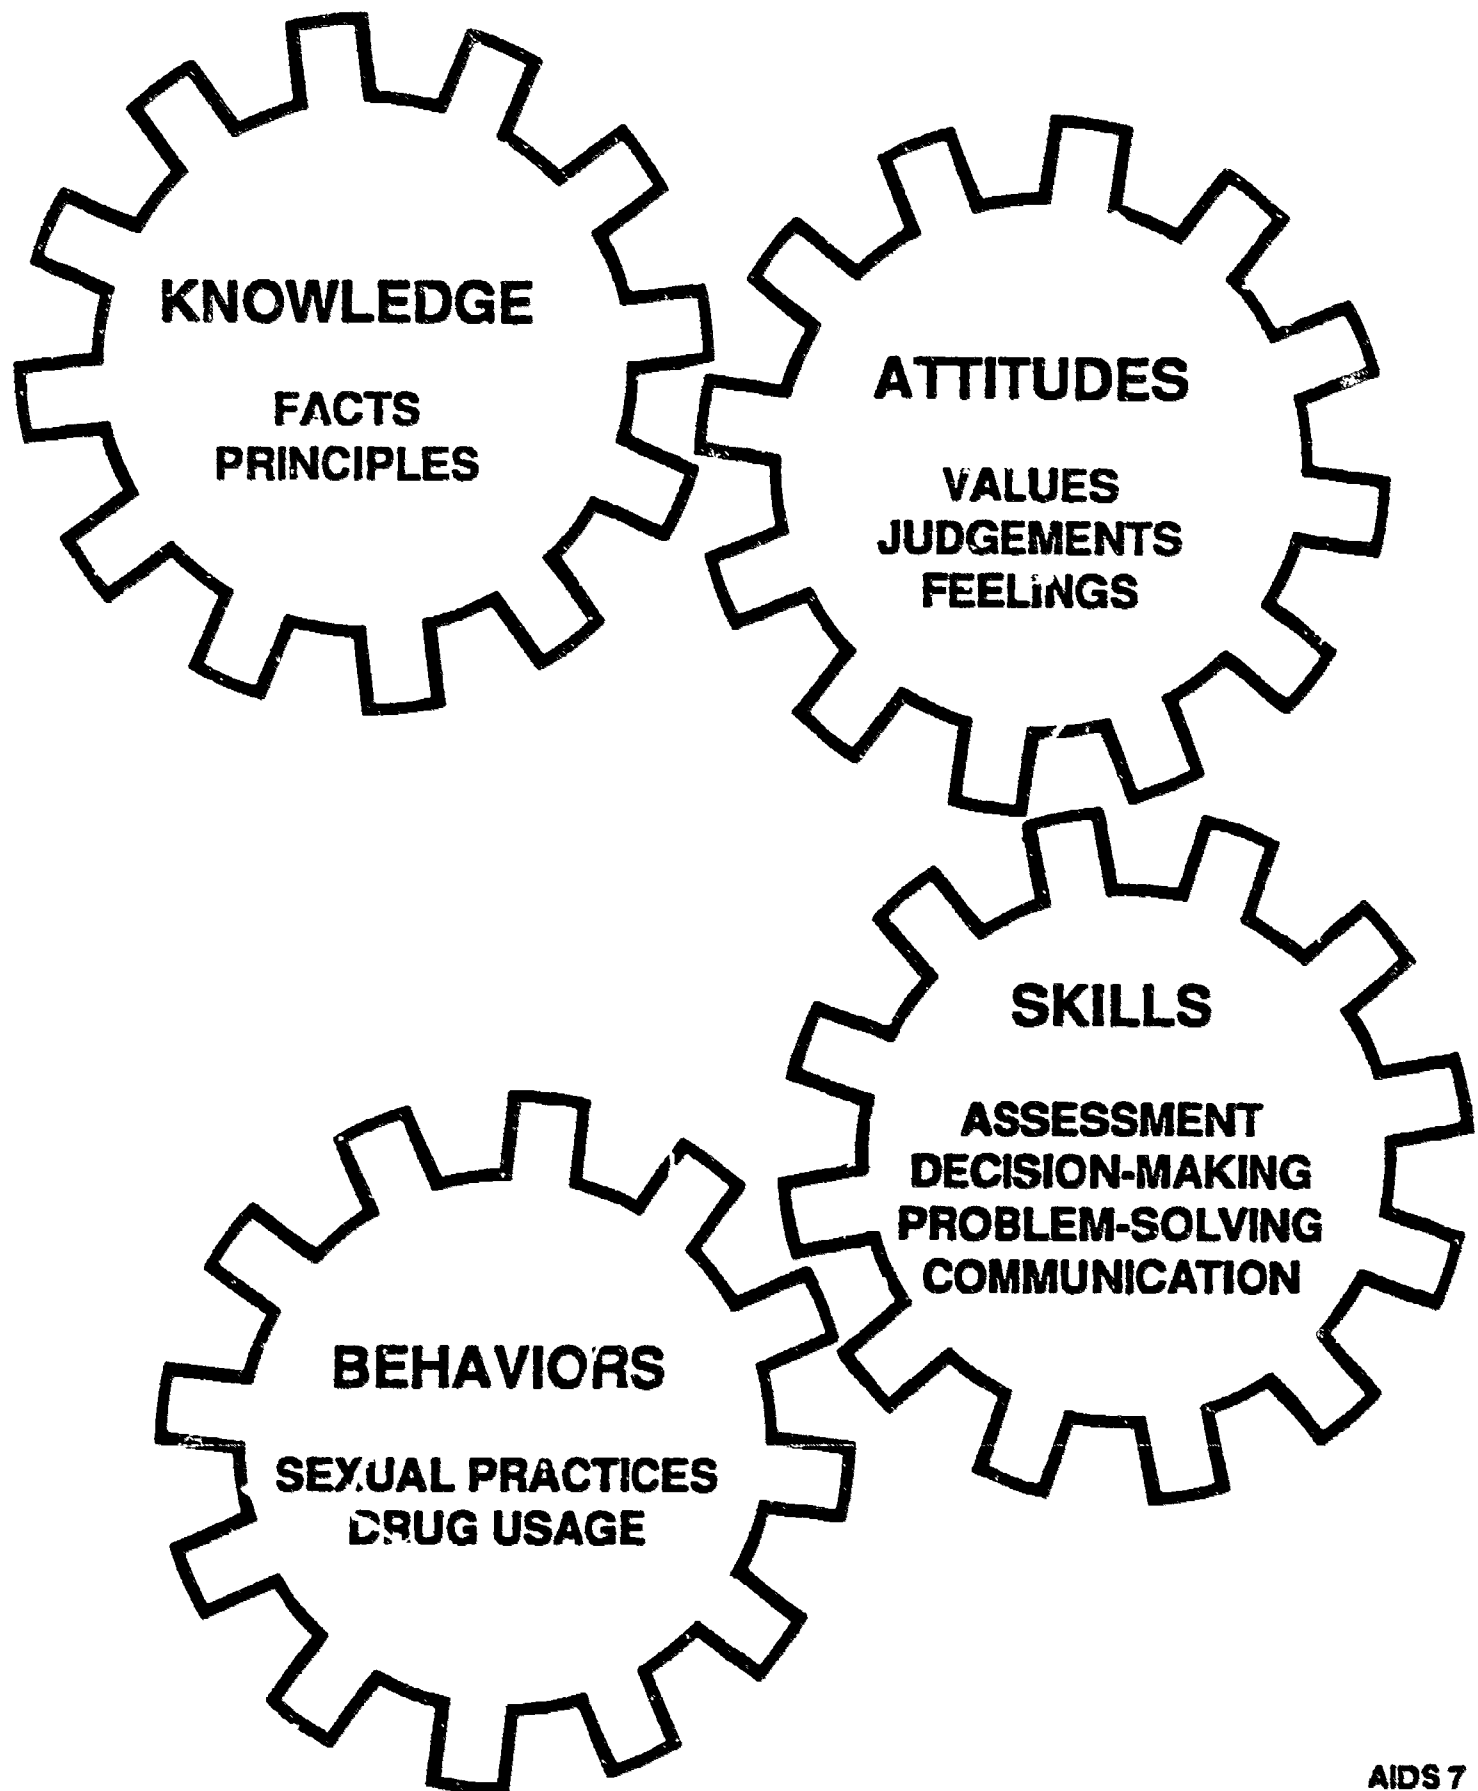 KNOWLEDGE
FACTS
PRINCIPLES
ATTITUDES
VALUES
JUDGEMENTS
FEELINGS
SKILLS
ASSESSMENT
DECISION-MAKING
PROBLEM-SOLVING
COMMUNICATION
BEHAVIORS
SEXUAL PRACTICES
DRUG USAGE
AIDS 7